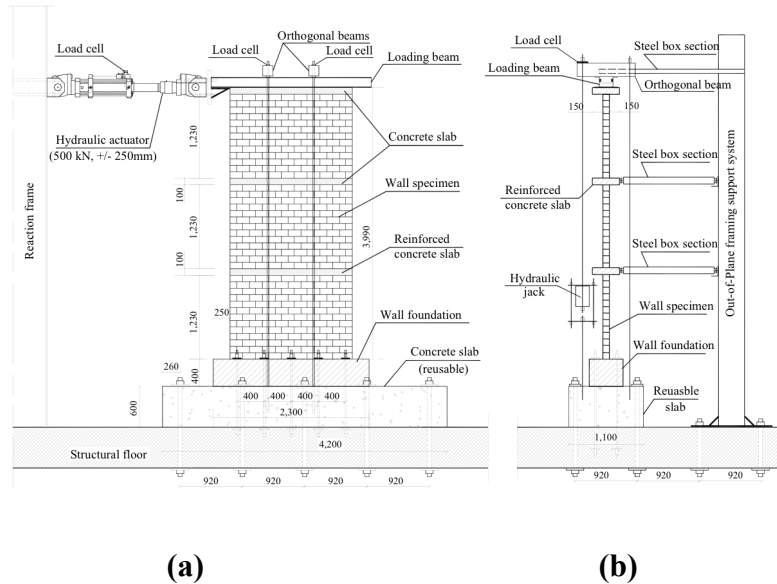 Load cell
Orthogonal beams
Load cell
Load cell
Loading beam
Hydraulic actuator
(500 kN, +/- 250mm)
Reaction frame
Concrete slab
Wall specimen
Reinforced
concrete slab
Wall foundation
Concrete slab
(reusable)
1,230
100
1,230
100
1,230
400
600
3,990
250
260
400
400
400
400
2,300
4,200
Structural floor
920
920
920
920
(a)
Load cell
Loading beam
Steel box section
Orthogonal beam
150
150
Steel box section
Reinforced
concrete slab
Steel box section
Hydraulic
jack
Wall specimen
Wall foundation
Reuasble
slab
Out-of-Plane framing support system
1,100
920
920
(b)